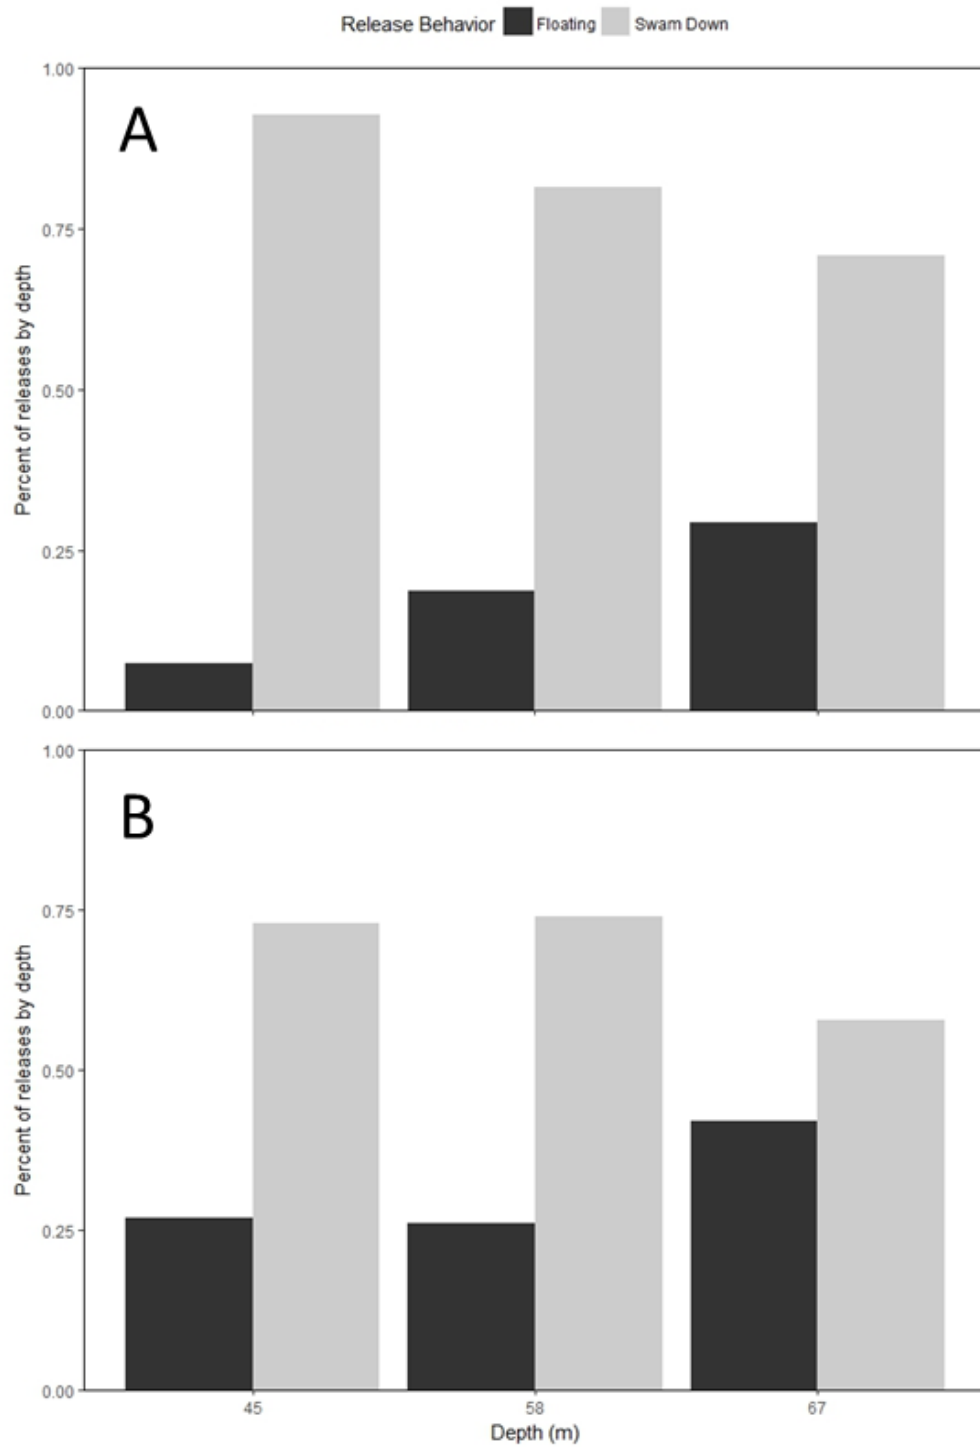 Release Behavior Floating Swam Down
1.00
A
0.75
Percent of releases by depth
0.50
0.25
0.00
1.00
B
0.75
Percent of releases by depth
0.50
0.25
0.00
45 58 67
Depth (m)